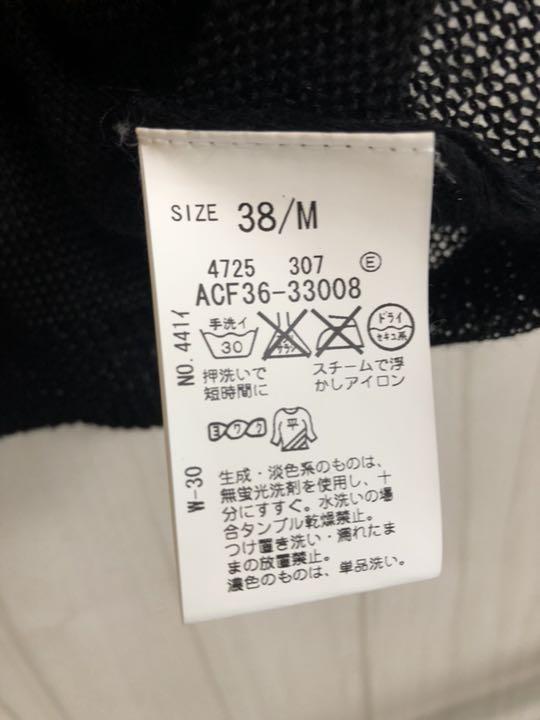 SIZE 38/M
4725 307 Ⓔ
ACF36-33008
NO.441イ
手洗イ
30
ドライ
セキユ系
押洗いで
短時間に
スチームで浮
かしアイロン
ヨワク
平
W-30
生成・淡色系のものは、
無蛍光洗剤を使用し、十
分にすすぐ。水洗いの場
合タンブル乾燥禁止。
つけ置き洗い・濡れたま
まの放置禁止。
濃色のものは、単品洗い。